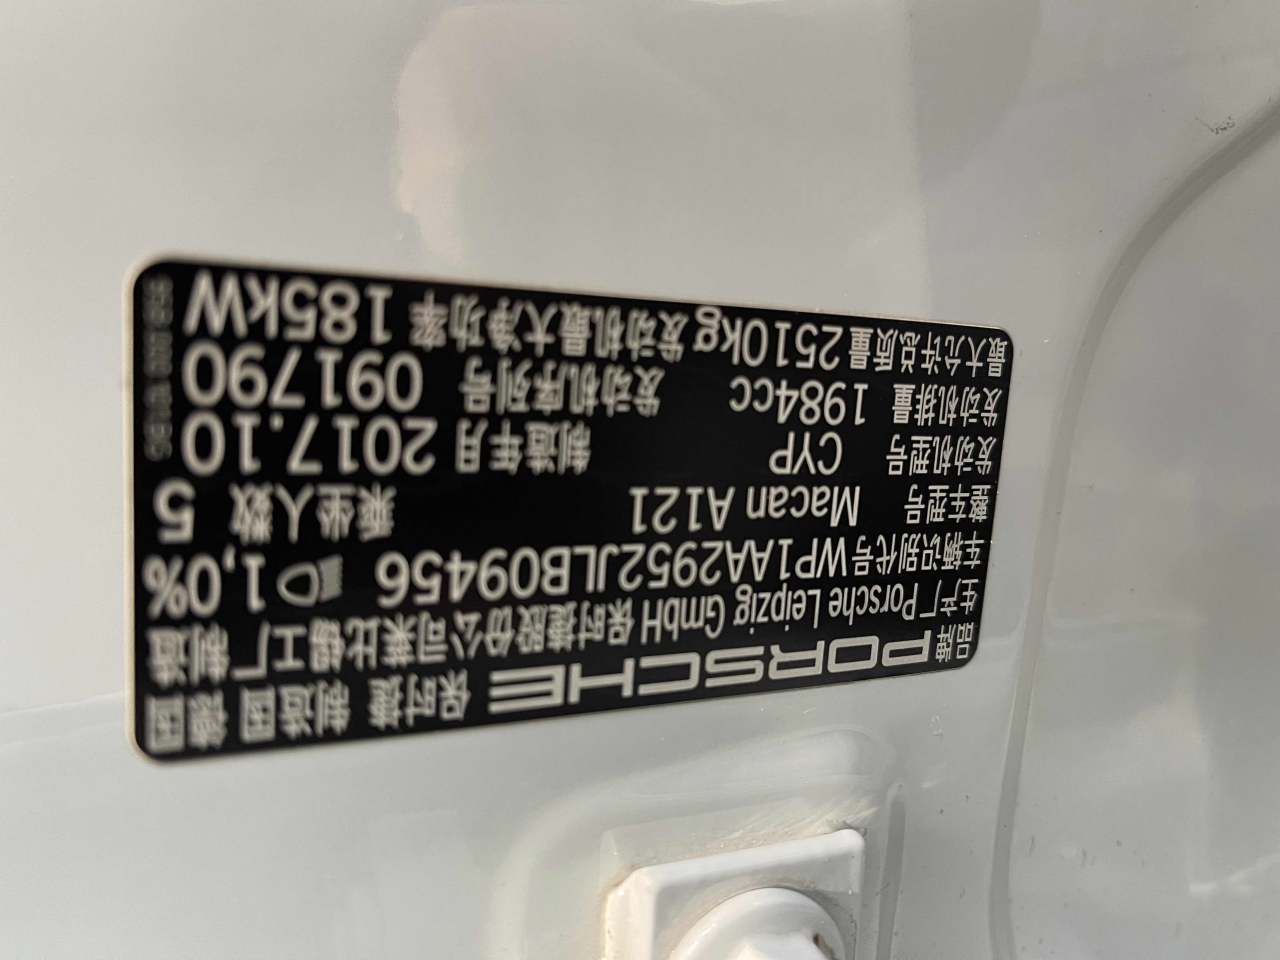 品牌 PORSCHE 保时捷 制造国 德国
生产厂 Porsche Leipzig GmbH 保时捷股份公司莱比锡工厂 制造
车辆识别代号 WP1AA2952JLB09456 1,0%
整车型号 Macan A121 乘坐人数 5
发动机型号 CYP 制造年月 2017.10
发动机排量 1984cc 发动机序列号 091790
最大允许总质量 2510kg 发动机最大净功率 185kW